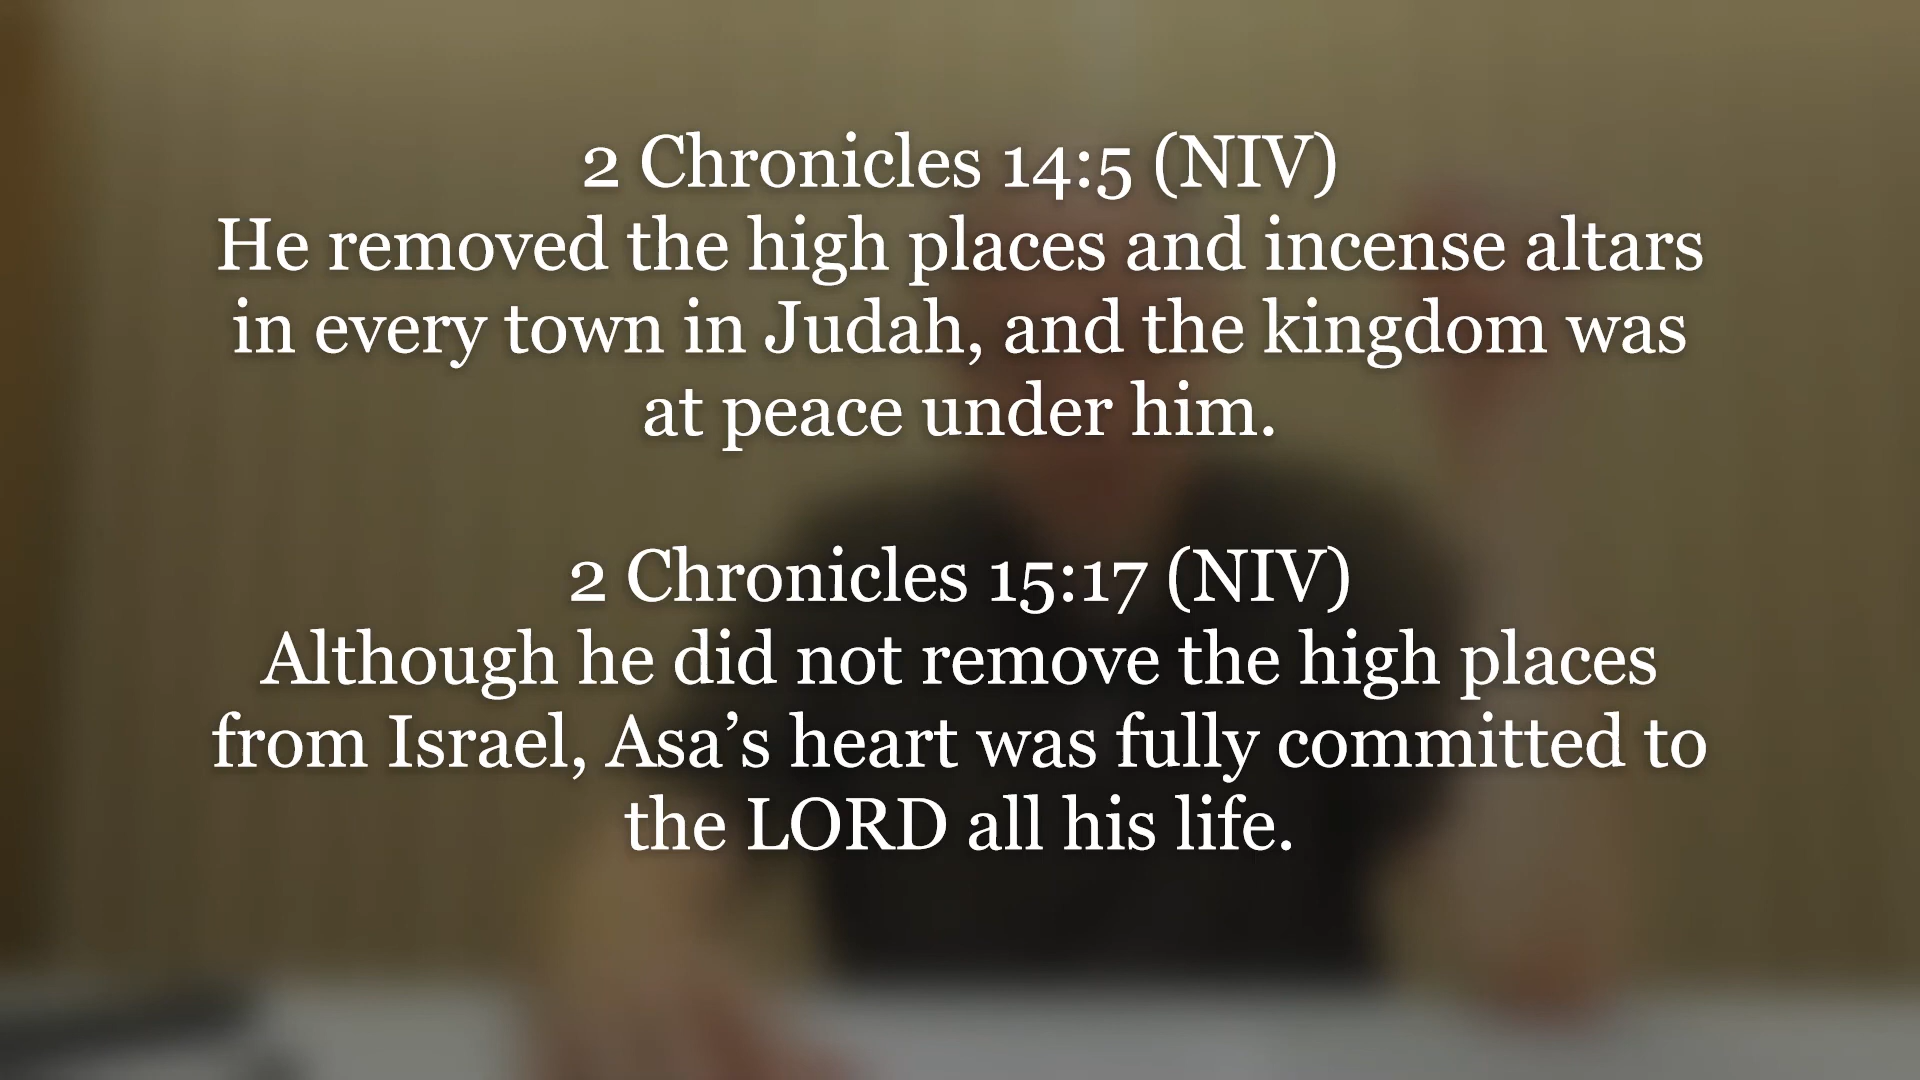 2 Chronicles 14:5 (NIV)
He removed the high places and incense altars
in every town in Judah, and the kingdom was
at peace under him.
2 Chronicles 15:17 (NIV)
Although he did not remove the high places
from Israel, Asa’s heart was fully committed to
the LORD all his life.